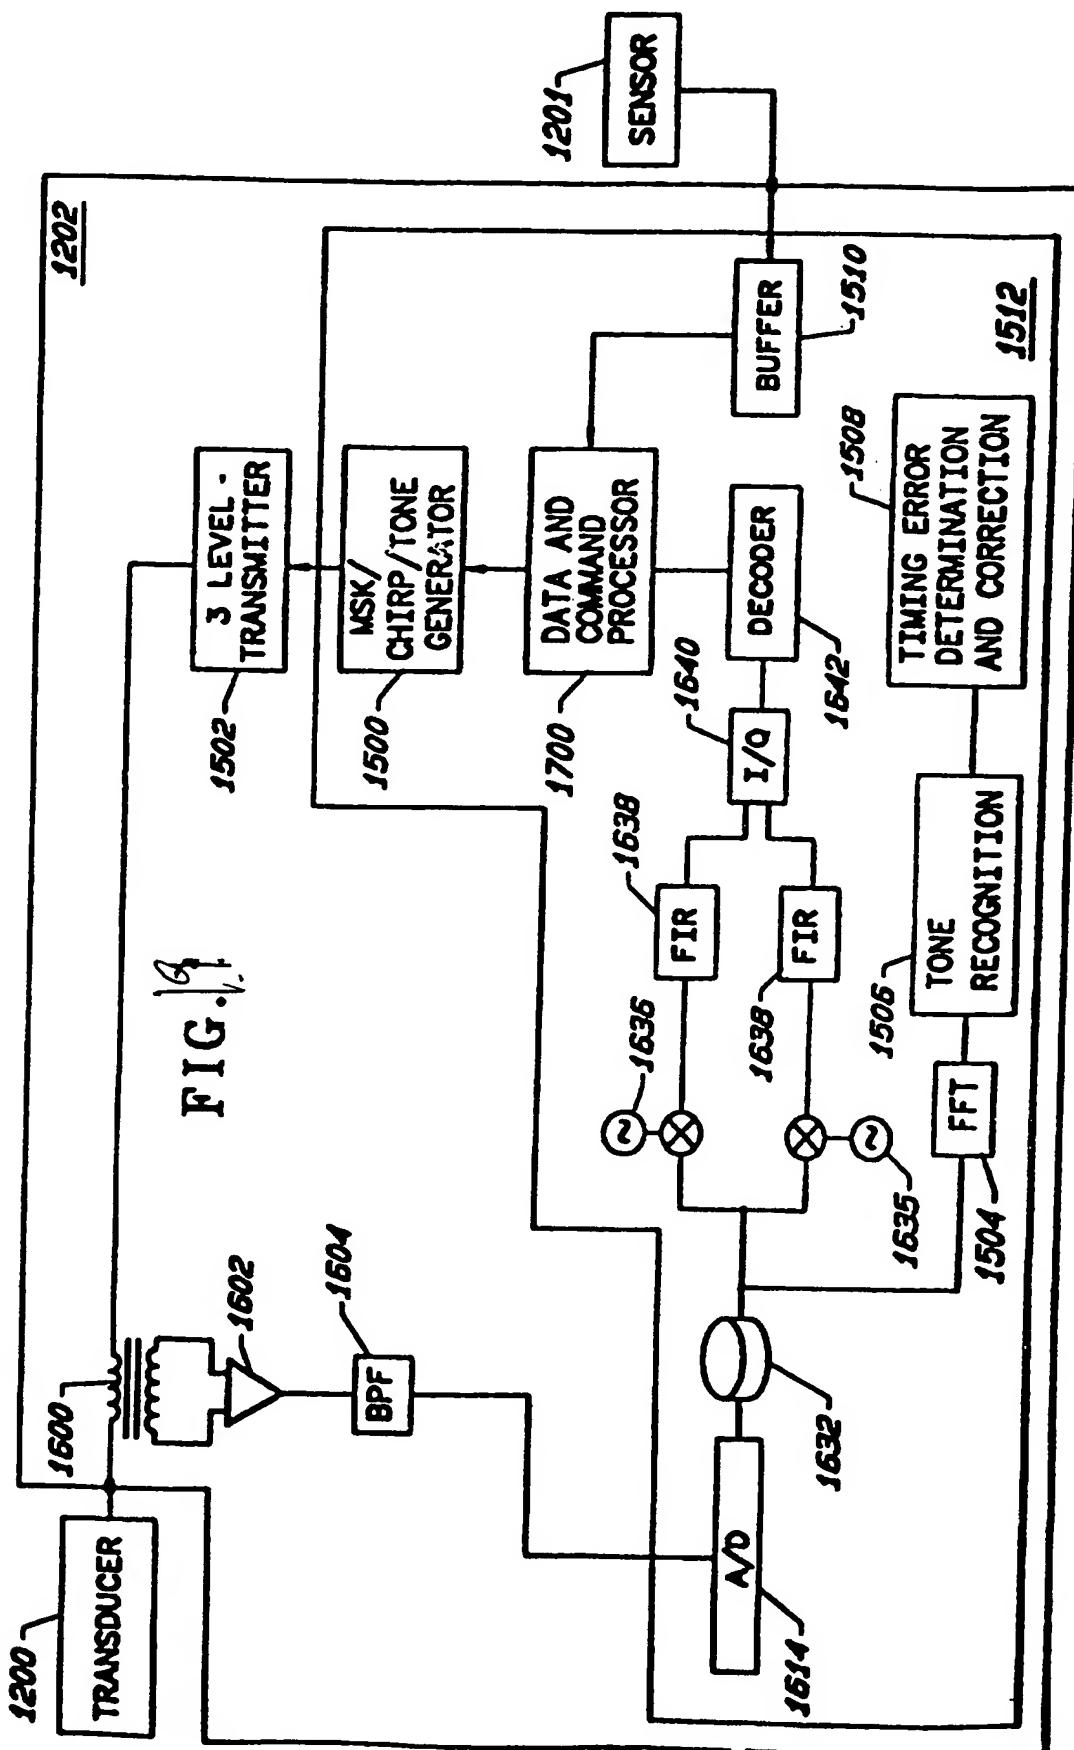 1200
TRANSDUCER
1600
1602
1604
BPF
FIG.
1202
1502
3 LEVEL -
TRANSMITTER
1500
MSK/
CHIRP/TONE
GENERATOR
1700
DATA AND
COMMAND
PROCESSOR
1201
SENSOR
BUFFER
1510
1614
A/D
1632
1636
1635
FIR
1638
FIR
1638
I/Q
1640
DECODER
1642
1504
FFT
1506
TONE
RECOGNITION
1508
TIMING ERROR
DETERMINATION
AND CORRECTION
1512